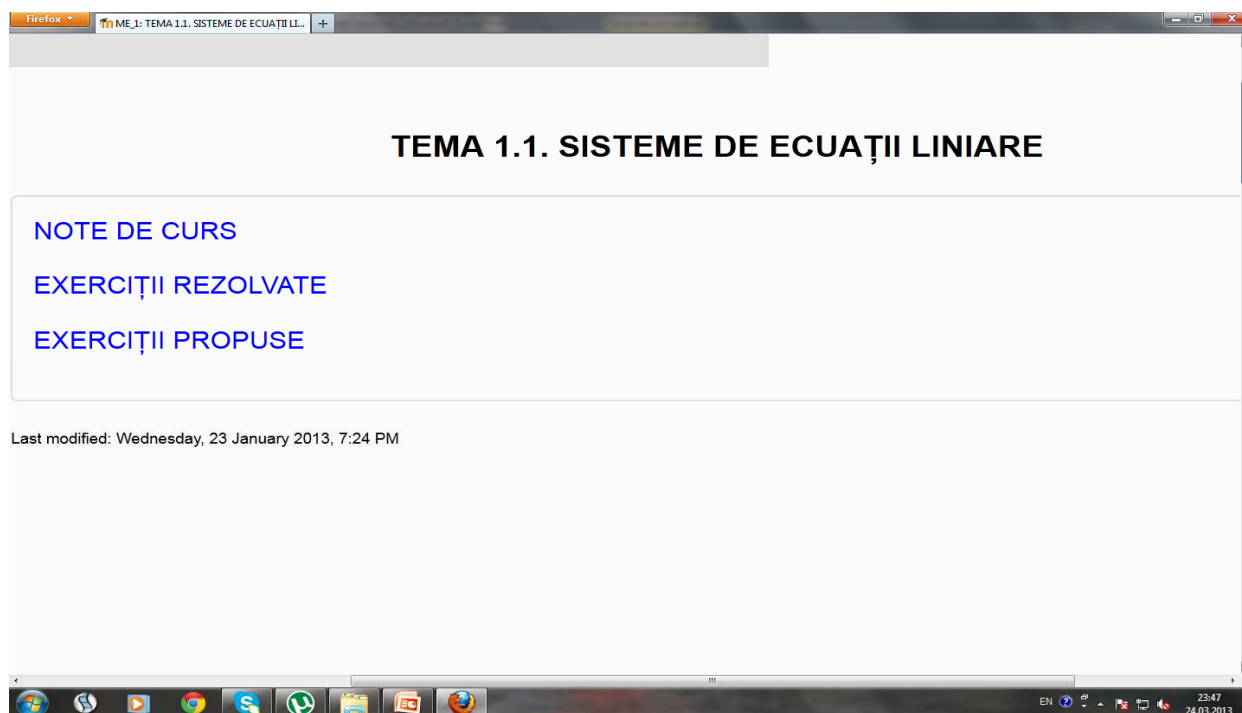 Firefox
ME_1: TEMA 1.1. SISTEME DE ECUAȚII LI...
TEMA 1.1. SISTEME DE ECUAȚII LINIARE
NOTE DE CURS
EXERCIȚII REZOLVATE
EXERCIȚII PROPUSE
Last modified: Wednesday, 23 January 2013, 7:24 PM
EN
23:47
24.03.2013